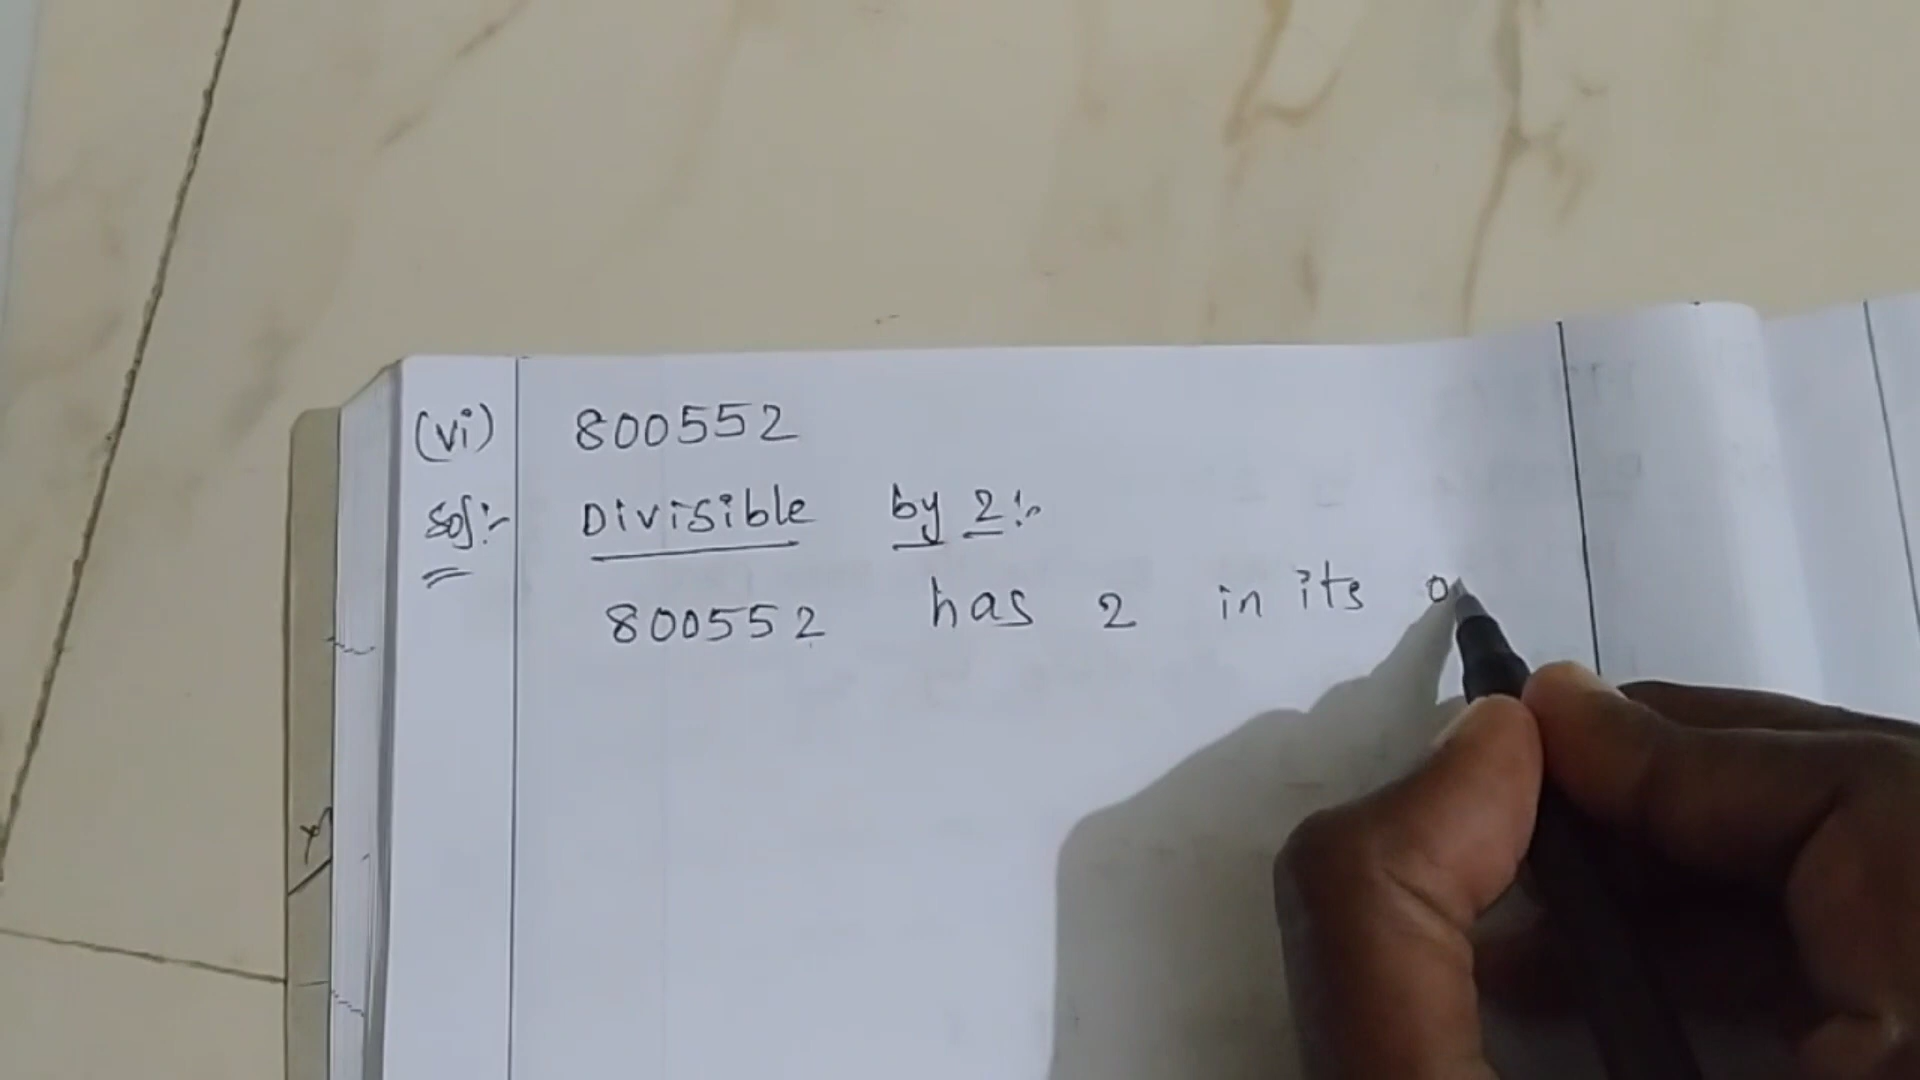 (vi) 800552
Sol:- Divisible by 2:-
800552 has 2 in its o